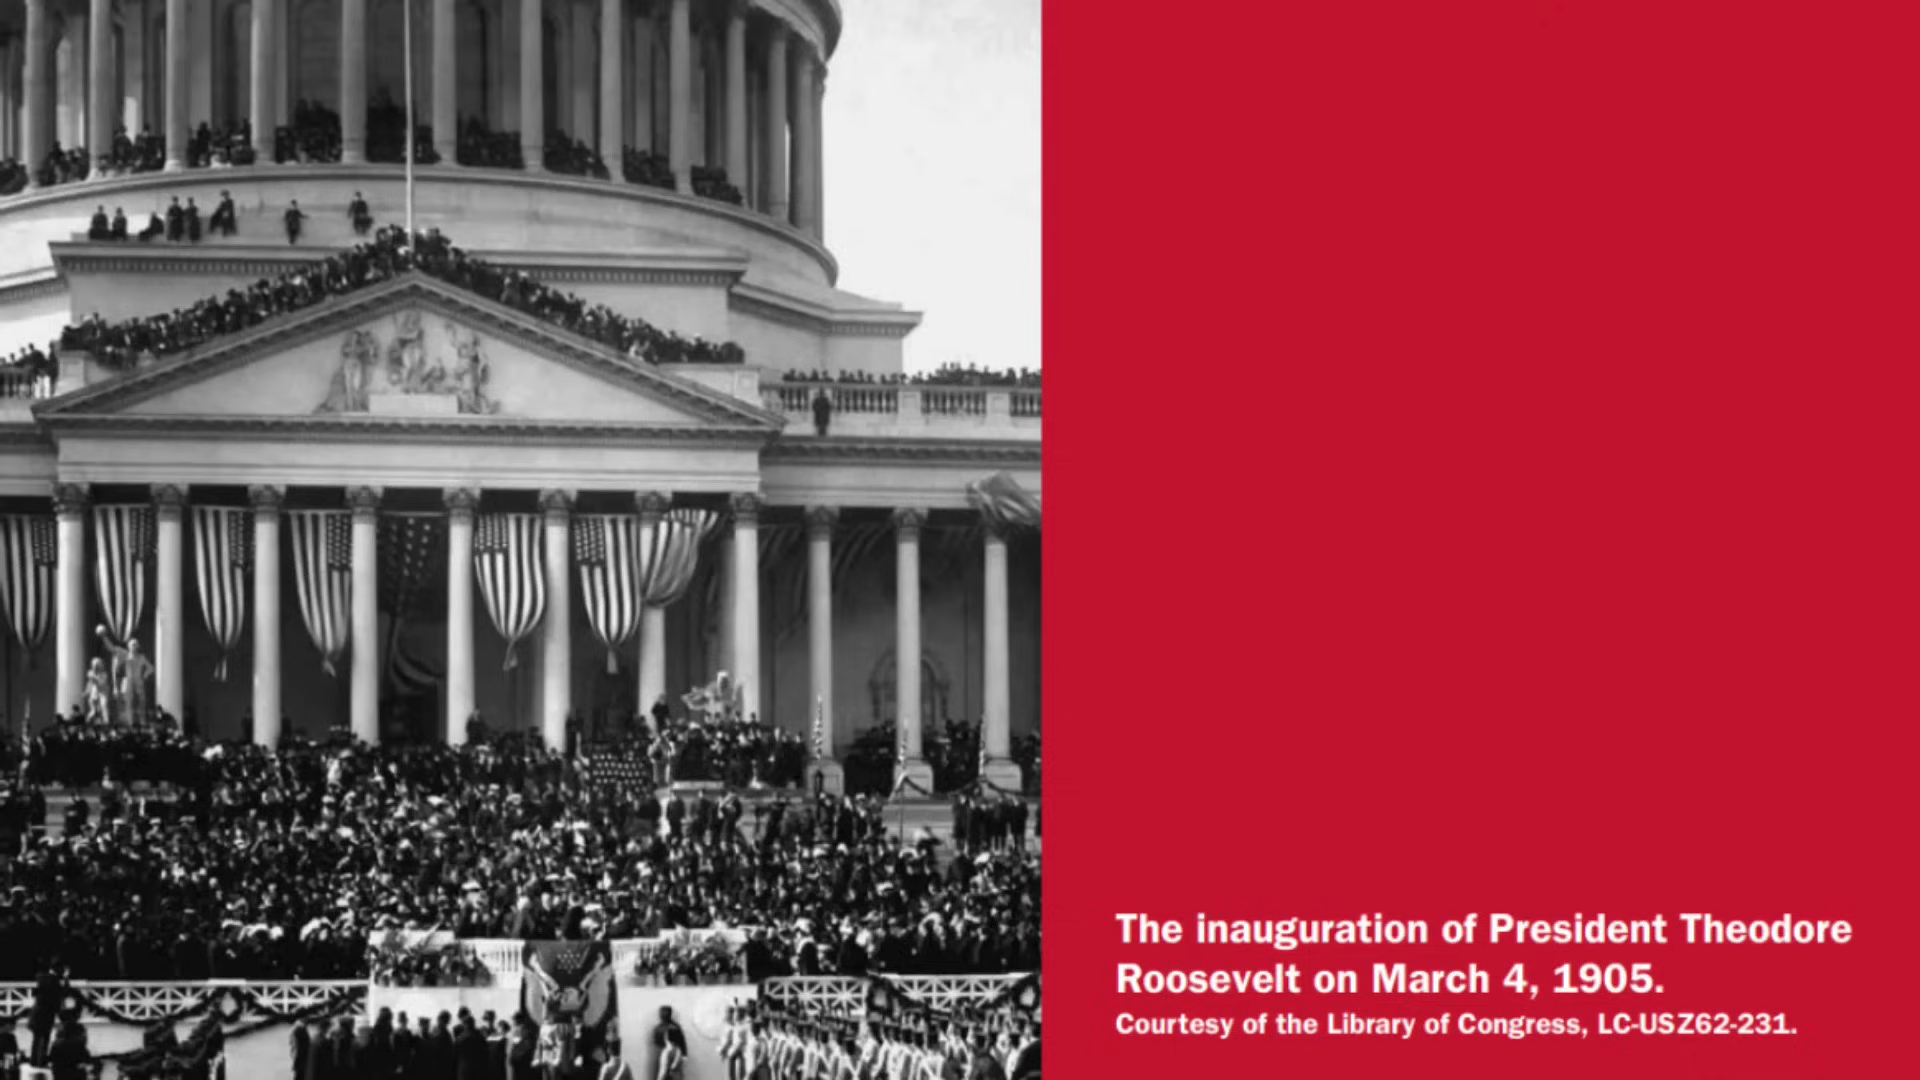 The inauguration of President Theodore
Roosevelt on March 4, 1905.
Courtesy of the Library of Congress, LC-USZ62-231.